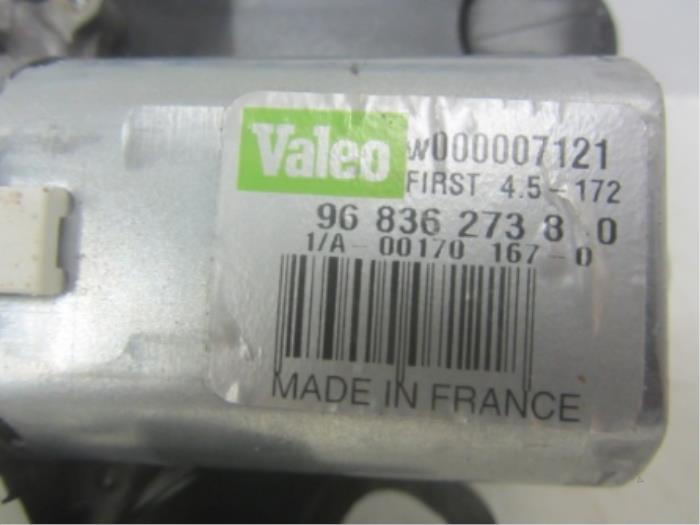 Valeo w000007121
FIRST 4.5-172
96 836 273 8 0
1/A-00170 167-0
MADE IN FRANCE